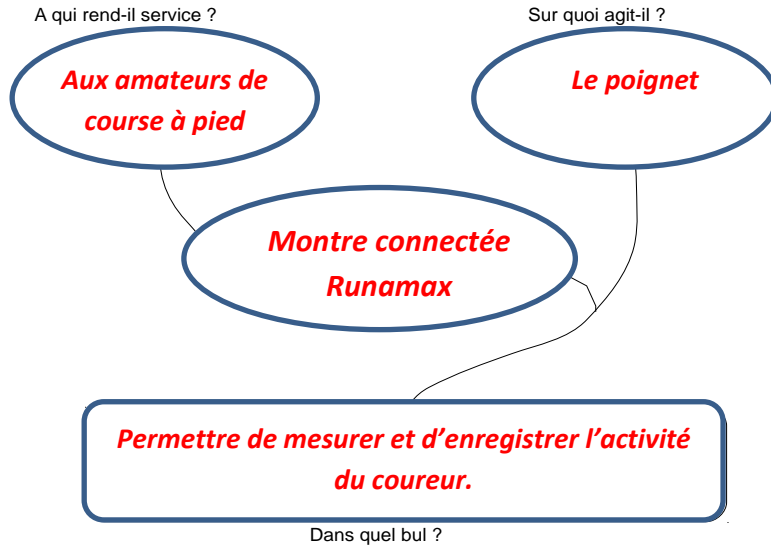 A qui rend-il service ?
Sur quoi agit-il ?
Aux amateurs de
course à pied
Le poignet
Montre connectée
Runamax
Permettre de mesurer et d’enregistrer l’activité
du coureur.
Dans quel bul ?